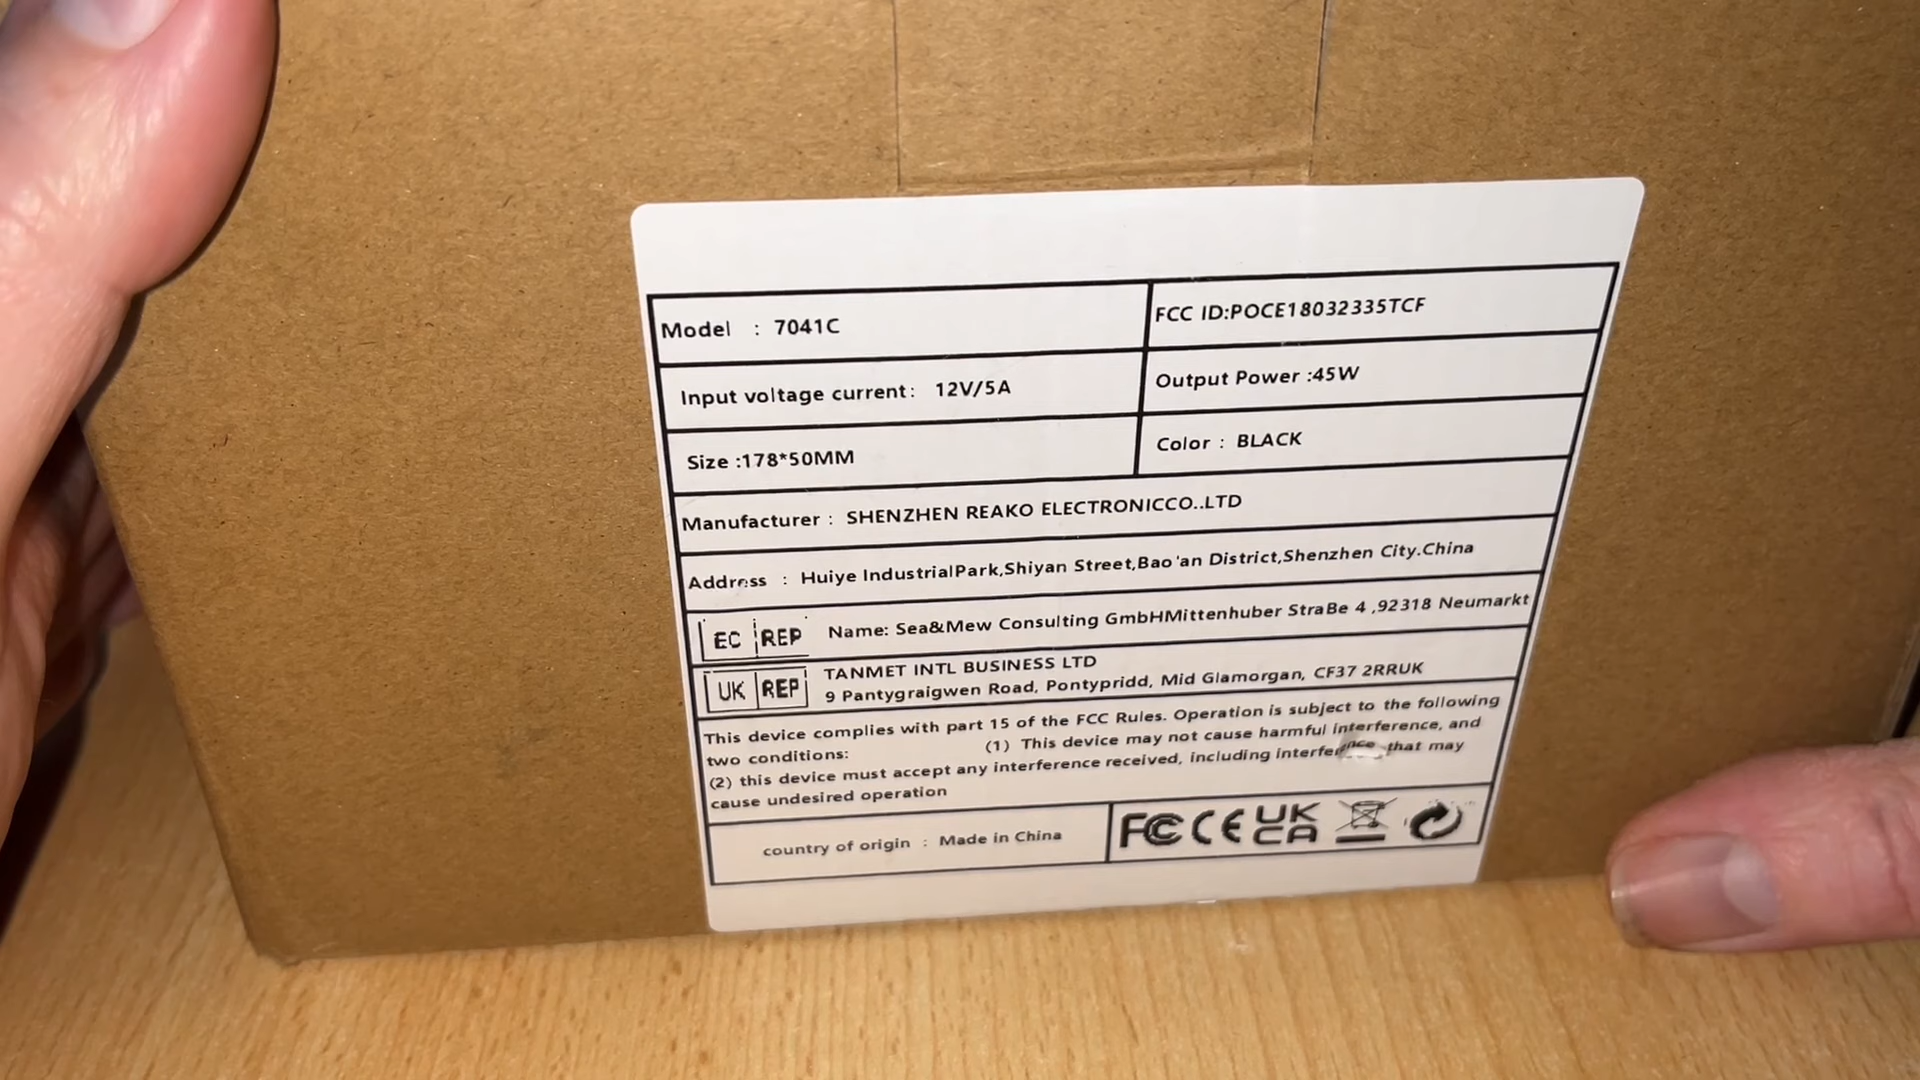 Model : 7041C
FCC ID:POCE18032335TCF
Input voltage current: 12V/5A
Output Power :45W
Size :178*50MM
Color : BLACK
Manufacturer : SHENZHEN REAKO ELECTRONICCO..LTD
Address : Huiye IndustrialPark,Shiyan Street,Bao'an District,Shenzhen City.China
EC REP Name: Sea&Mew Consulting GmbHMittenhuber StraBe 4 ,92318 Neumarkt
UK REP TANMET INTL BUSINESS LTD
9 Pantygraigwen Road, Pontypridd, Mid Glamorgan, CF37 2RRUK
This device complies with part 15 of the FCC Rules. Operation is subject to the following
two conditions: (1) This device may not cause harmful interference, and
(2) this device must accept any interference received, including interference that may
cause undesired operation
country of origin : Made in China
FC CE UK
CA